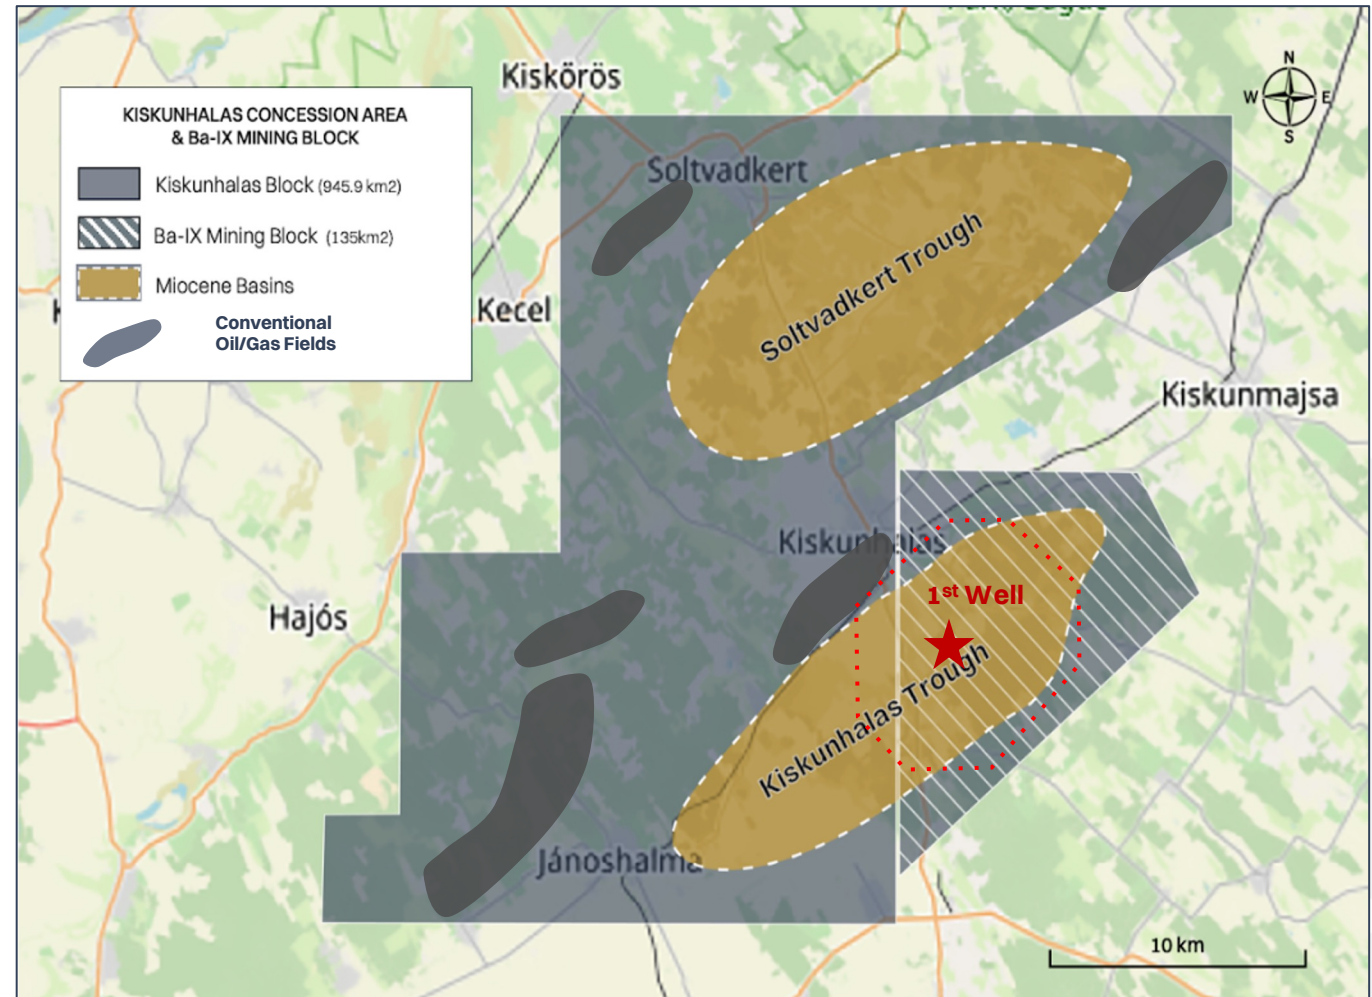 Kiskőrös
N
W E
S
KISKUNHALAS CONCESSION AREA
& Ba-IX MINING BLOCK
Kiskunhalas Block (945.9 km2)
Ba-IX Mining Block (135km2)
Miocene Basins
Conventional
Oil/Gas Fields
Soltvadkert
Soltvadkert Trough
Kecel
Kiskunmajsa
Kiskunhalas
1st Well
Hajós
Kiskunhalas Trough
Jánoshalma
10 km